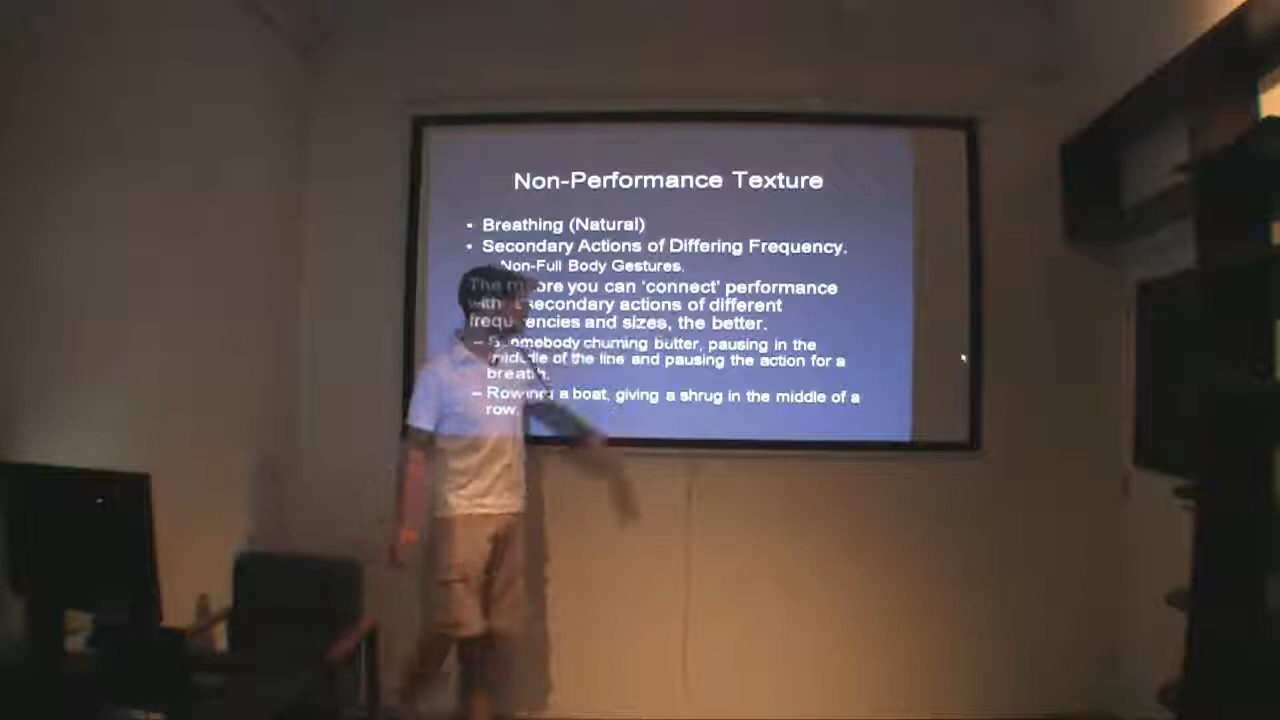 Non-Performance Texture
• Breathing (Natural)
• Secondary Actions of Differing Frequency.
Non-Full Body Gestures.
The more you can 'connect' performance
with secondary actions of different
frequencies and sizes, the better.
– Somebody churning butter, pausing in the
middle of the line and pausing the action for a
breath.
– Rowing a boat, giving a shrug in the middle of a
row.